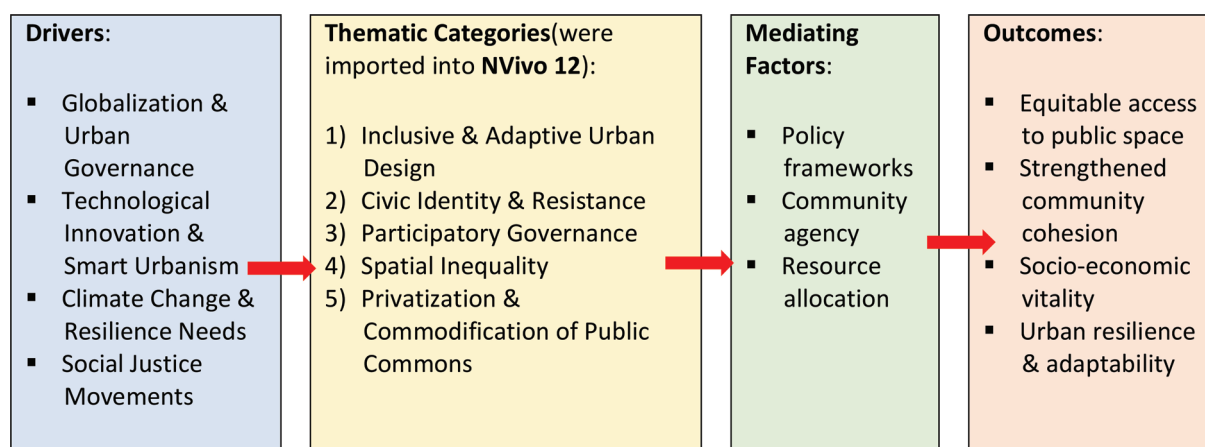 Drivers:
▪ Globalization &
Urban
Governance
▪ Technological
Innovation &
Smart Urbanism
▪ Climate Change &
Resilience Needs
▪ Social Justice
Movements
Thematic Categories(were
imported into NVivo 12):
1) Inclusive & Adaptive Urban
Design
2) Civic Identity & Resistance
3) Participatory Governance
4) Spatial Inequality
5) Privatization &
Commodification of Public
Commons
Mediating
Factors:
▪ Policy
frameworks
▪ Community
agency
▪ Resource
allocation
Outcomes:
▪ Equitable access
to public space
▪ Strengthened
community
cohesion
▪ Socio-economic
vitality
▪ Urban resilience
& adaptability